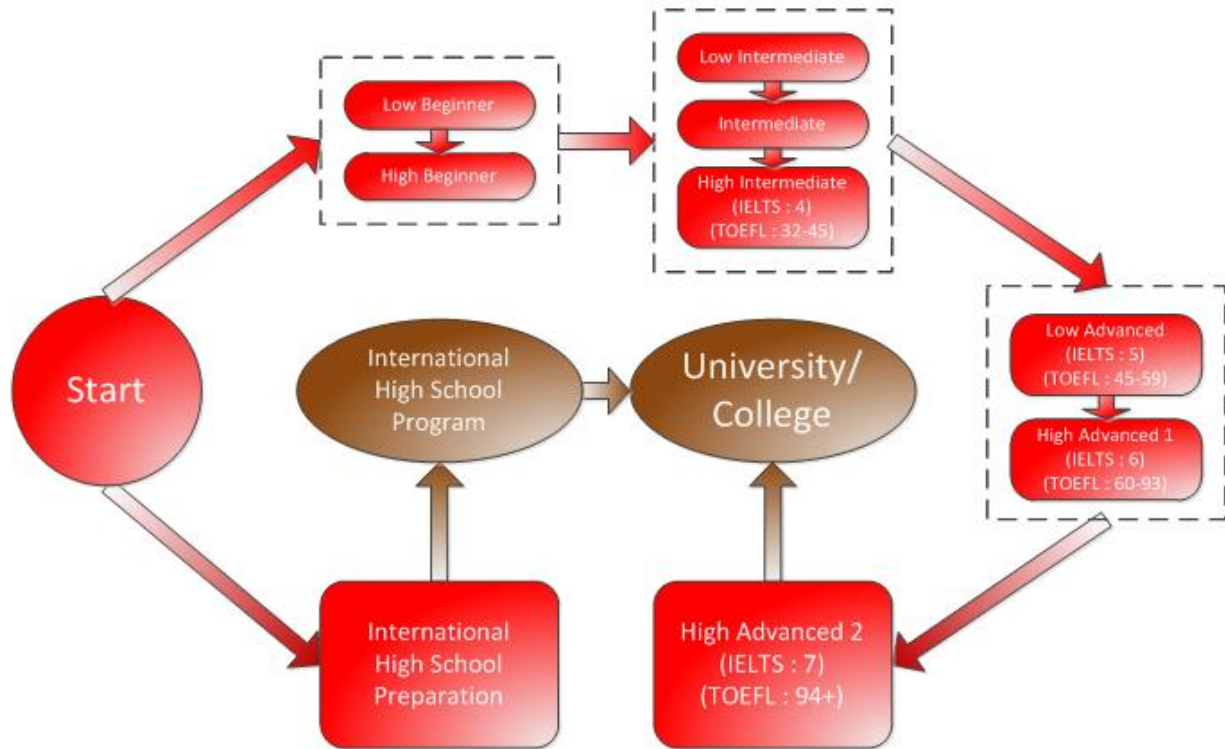 Low Beginner
High Beginner
Low Intermediate
Intermediate
High Intermediate
(IELTS : 4)
(TOEFL : 32-45)
Start
International
High School
Program
University/
College
Low Advanced
(IELTS : 5)
(TOEFL : 45-59)
High Advanced 1
(IELTS : 6)
(TOEFL : 60-93)
International
High School
Preparation
High Advanced 2
(IELTS : 7)
(TOEFL : 94+)